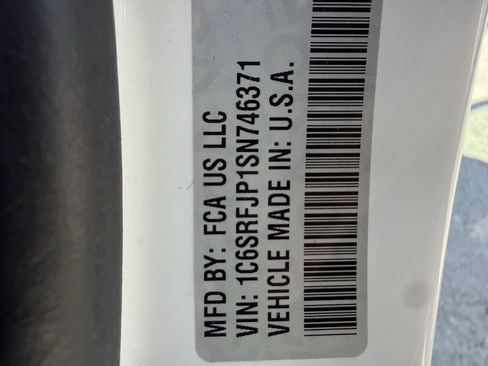 MFD BY: FCA US LLC
VIN: 1C6SRFJP1SN746371
VEHICLE MADE IN: U.S.A.